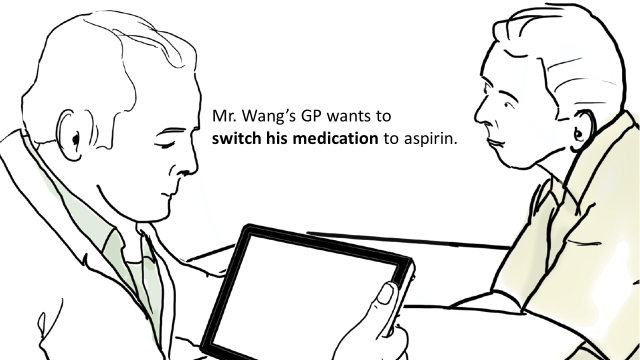 Mr. Wang’s GP wants to
switch his medication to aspirin.